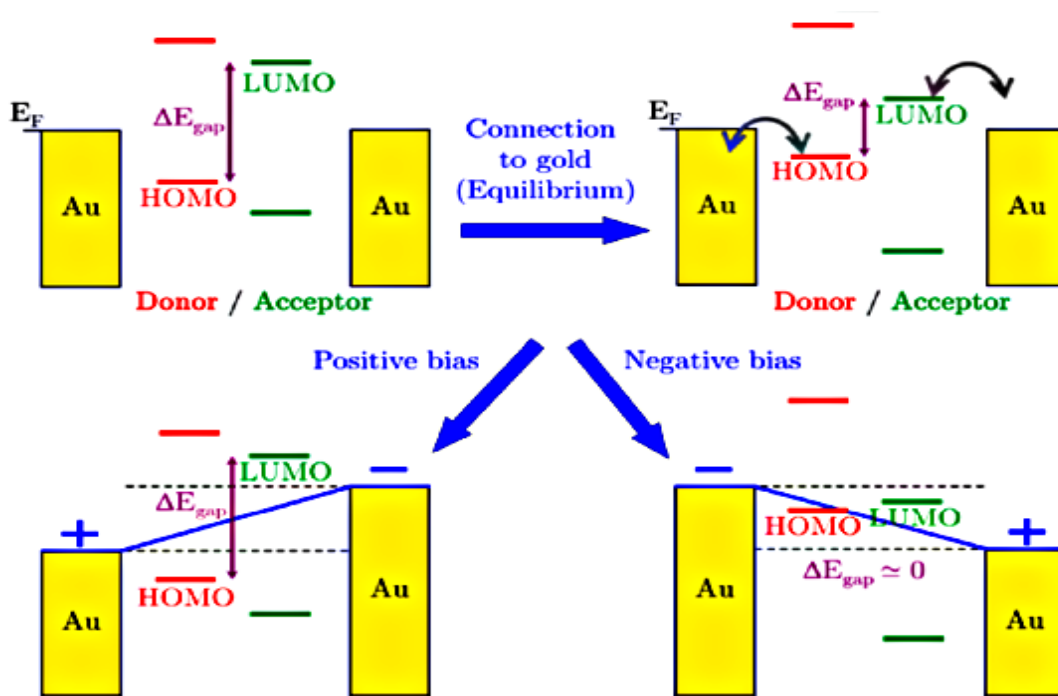 E_F
ΔE_gap
LUMO
HOMO
Au
Au
Donor / Acceptor
Connection
to gold
(Equilibrium)
E_F
ΔE_gap
LUMO
HOMO
Au
Au
Donor / Acceptor
Positive bias
Negative bias
+
ΔE_gap
LUMO
HOMO
−
Au
Au
−
HOMO
LUMO
+
ΔE_gap ≃ 0
Au
Au